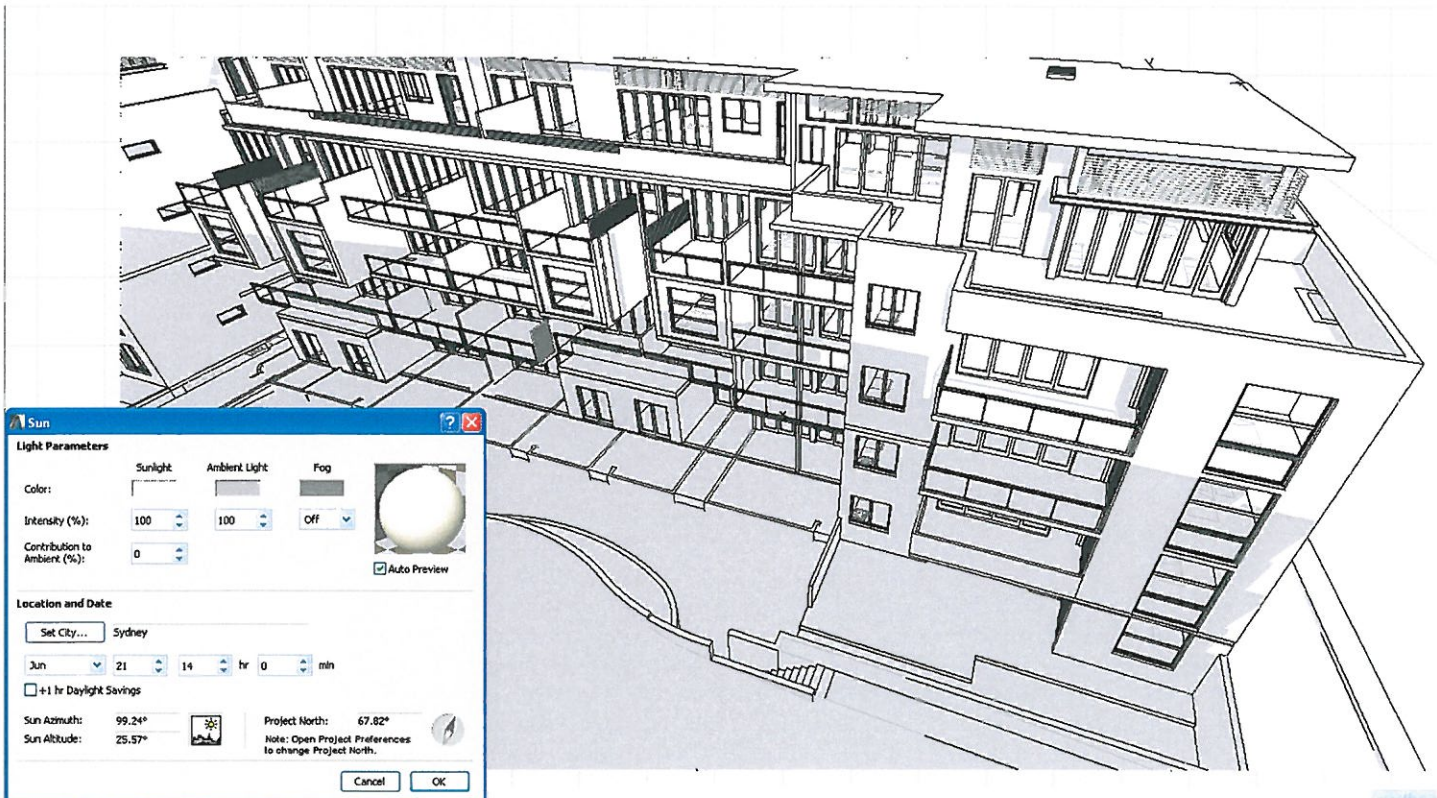 Sun
Light Parameters
Sunlight Ambient Light Fog
Color:
Intensity (%): 100 100 Off
Contribution to
Ambient (%): 0
Auto Preview
Location and Date
Set City... Sydney
Jun 21 14 hr 0 min
+1 hr Daylight Savings
Sun Azimuth: 99.24° Project North: 67.82°
Sun Altitude: 25.57° Note: Open Project Preferences
to change Project North.
Cancel OK